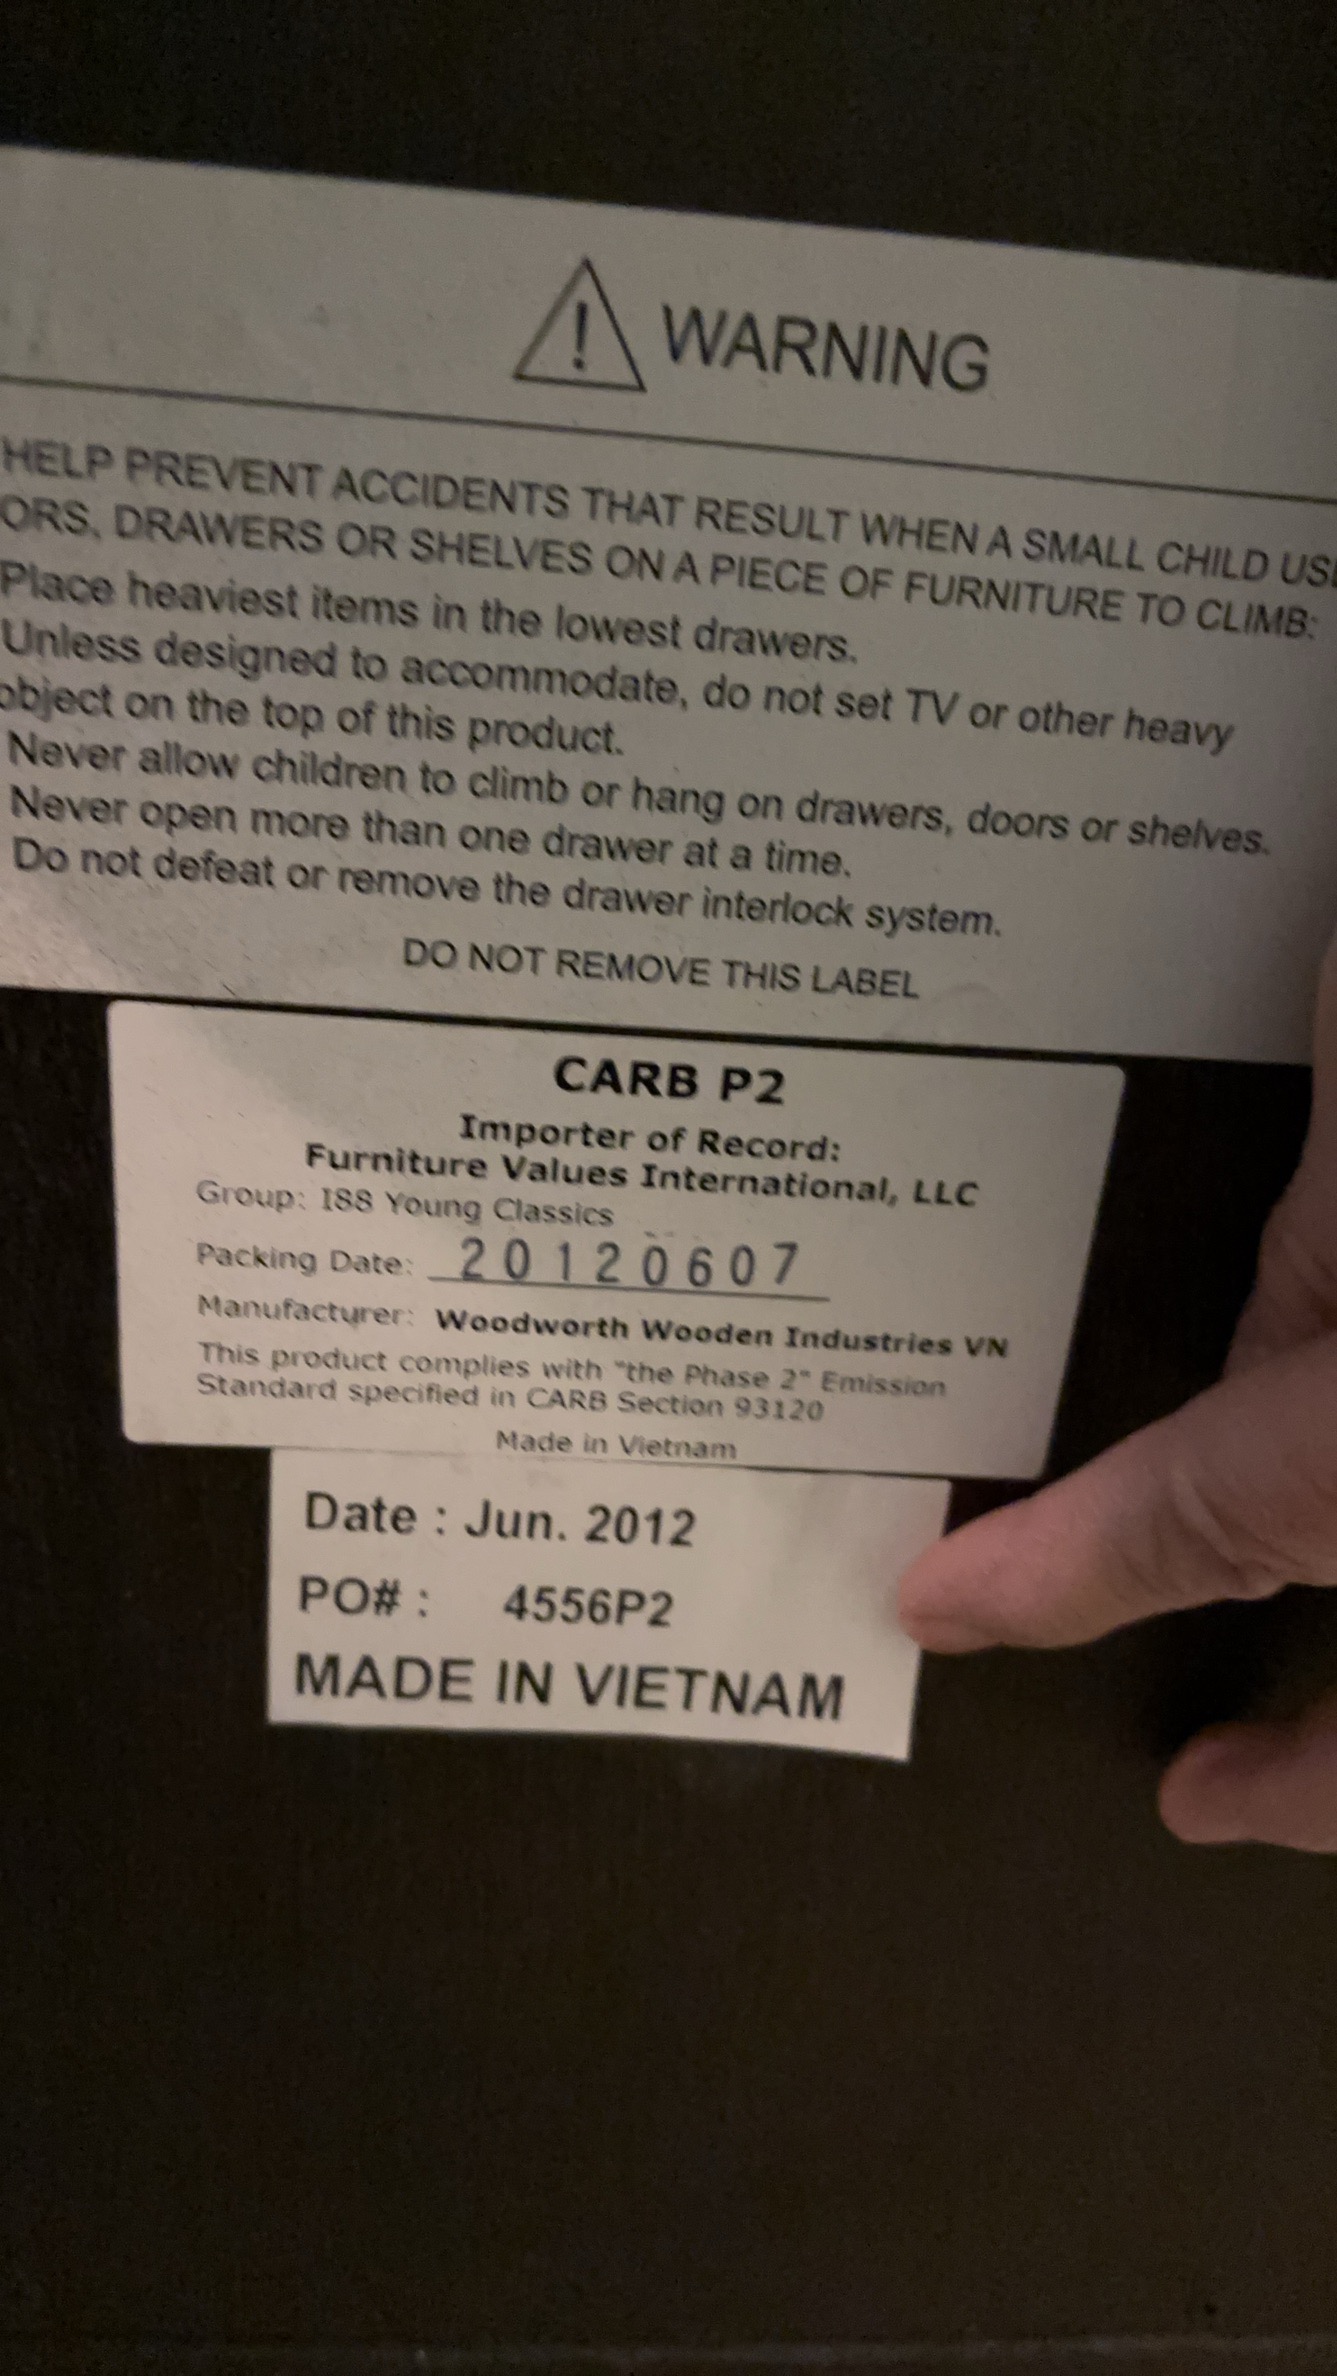 ! WARNING
HELP PREVENT ACCIDENTS THAT RESULT WHEN A SMALL CHILD
DRAWERS OR SHELVES ON A PIECE OF FURNITURE TO CLIMB:
Place heaviest items in the lowest drawers.
Unless designed to accommodate, do not set TV or other heavy
object on the top of this product.
Never allow children to climb or hang on drawers, doors or shelves.
Never open more than one drawer at a time.
Do not defeat or remove the drawer interlock system.
DO NOT REMOVE THIS LABEL
CARB P2
Importer of Record:
Furniture Values International, LLC
Group: I88 Young Classics
Packing Date: 20120607
Manufacturer: Woodworth Wooden Industries VN
This product complies with "the Phase 2" Emission
Standard specified in CARB Section 93120
Made in Vietnam
Date : Jun. 2012
PO# : 4556P2
MADE IN VIETNAM